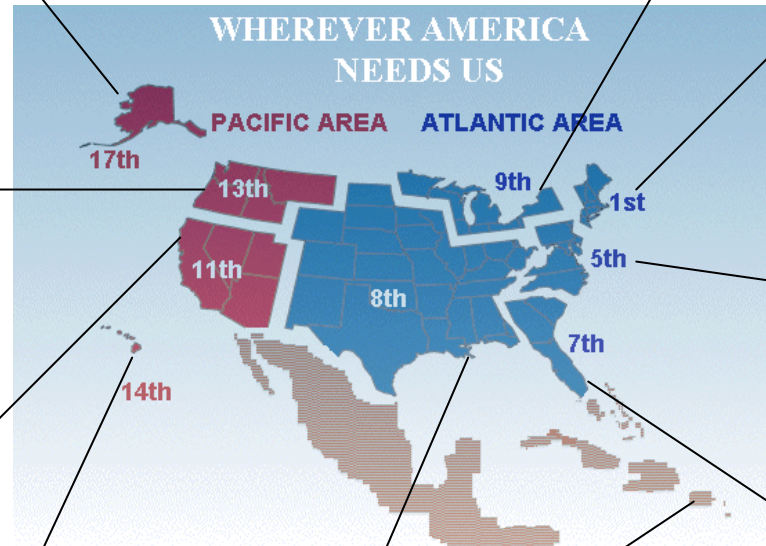 WHEREVER AMERICA
NEEDS US
PACIFIC AREA
ATLANTIC AREA
17th
13th
9th
1st
11th
5th
8th
7th
14th